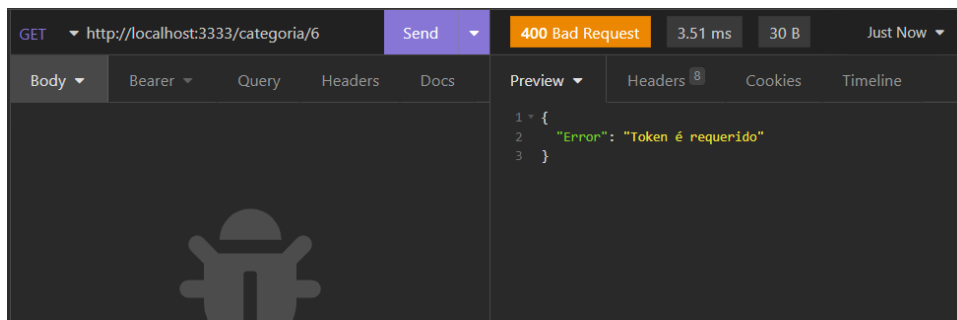 GET http://localhost:3333/categoria/6 Send 400 Bad Request 3.51 ms 30 B Just Now
Body Bearer Query Headers Docs Preview Headers 8 Cookies Timeline
1 {
2 "Error": "Token é requerido"
3 }